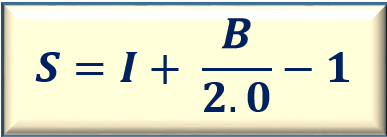 S = I + B/2.0 − 1